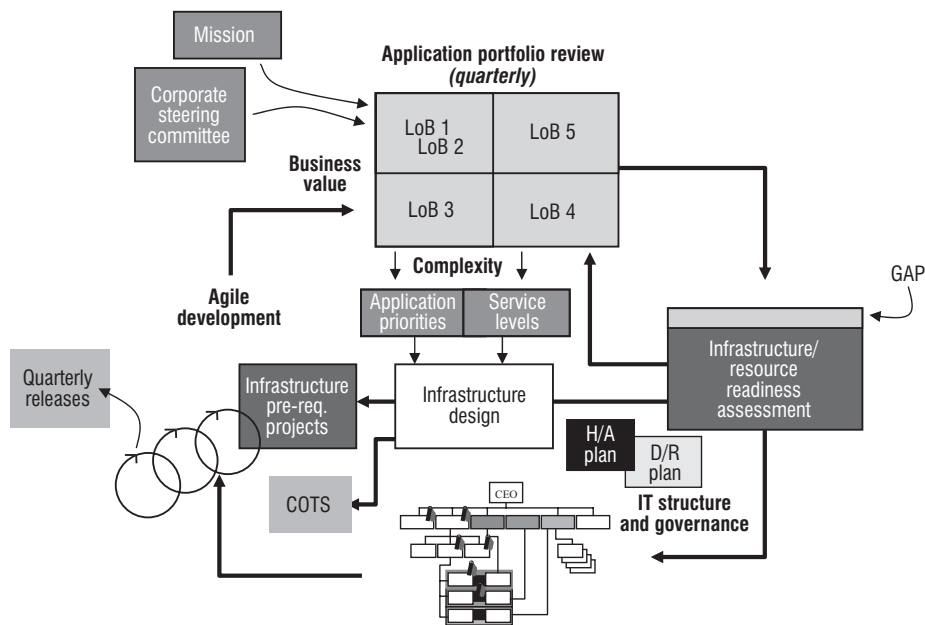 Mission
Application portfolio review
(quarterly)
Corporate
steering
committee
LoB 1
LoB 2
LoB 5
Business
value
LoB 3
LoB 4
Complexity
GAP
Agile
development
Application
priorities
Service
levels
Infrastructure/
resource
readiness
assessment
Quarterly
releases
Infrastructure
pre-req.
projects
Infrastructure
design
H/A
plan
D/R
plan
COTS
CEO
IT structure
and governance